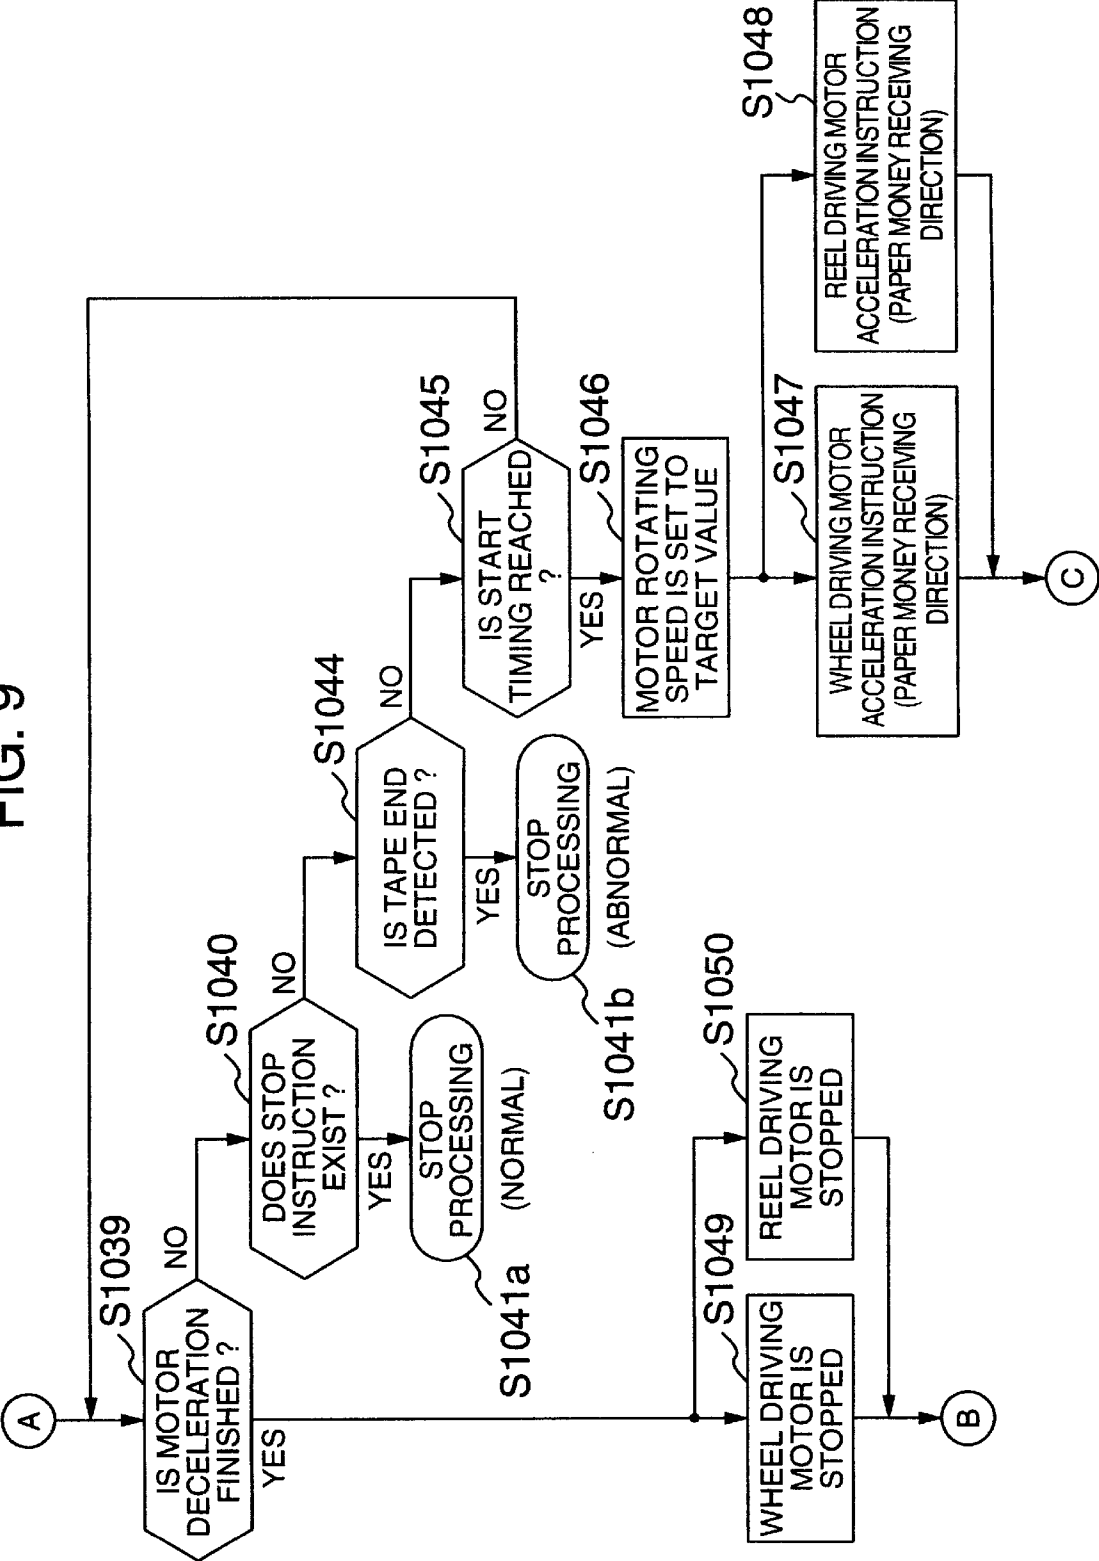 FIG. 9
A
IS MOTOR
DECELERATION
FINISHED ?
S1039
NO
YES
DOES STOP
INSTRUCTION
EXIST ?
S1040
NO
YES
STOP
PROCESSING
(NORMAL)
S1041a
IS TAPE END
DETECTED ?
S1044
NO
YES
STOP
PROCESSING
(ABNORMAL)
S1041b
IS START
TIMING REACHED
?
S1045
NO
YES
MOTOR ROTATING
SPEED IS SET TO
TARGET VALUE
S1046
WHEEL DRIVING MOTOR
ACCELERATION INSTRUCTION
(PAPER MONEY RECEIVING
DIRECTION)
S1047
REEL DRIVING MOTOR
ACCELERATION INSTRUCTION
(PAPER MONEY RECEIVING
DIRECTION)
S1048
C
WHEEL DRIVING
MOTOR IS
STOPPED
S1049
REEL DRIVING
MOTOR IS
STOPPED
S1050
B